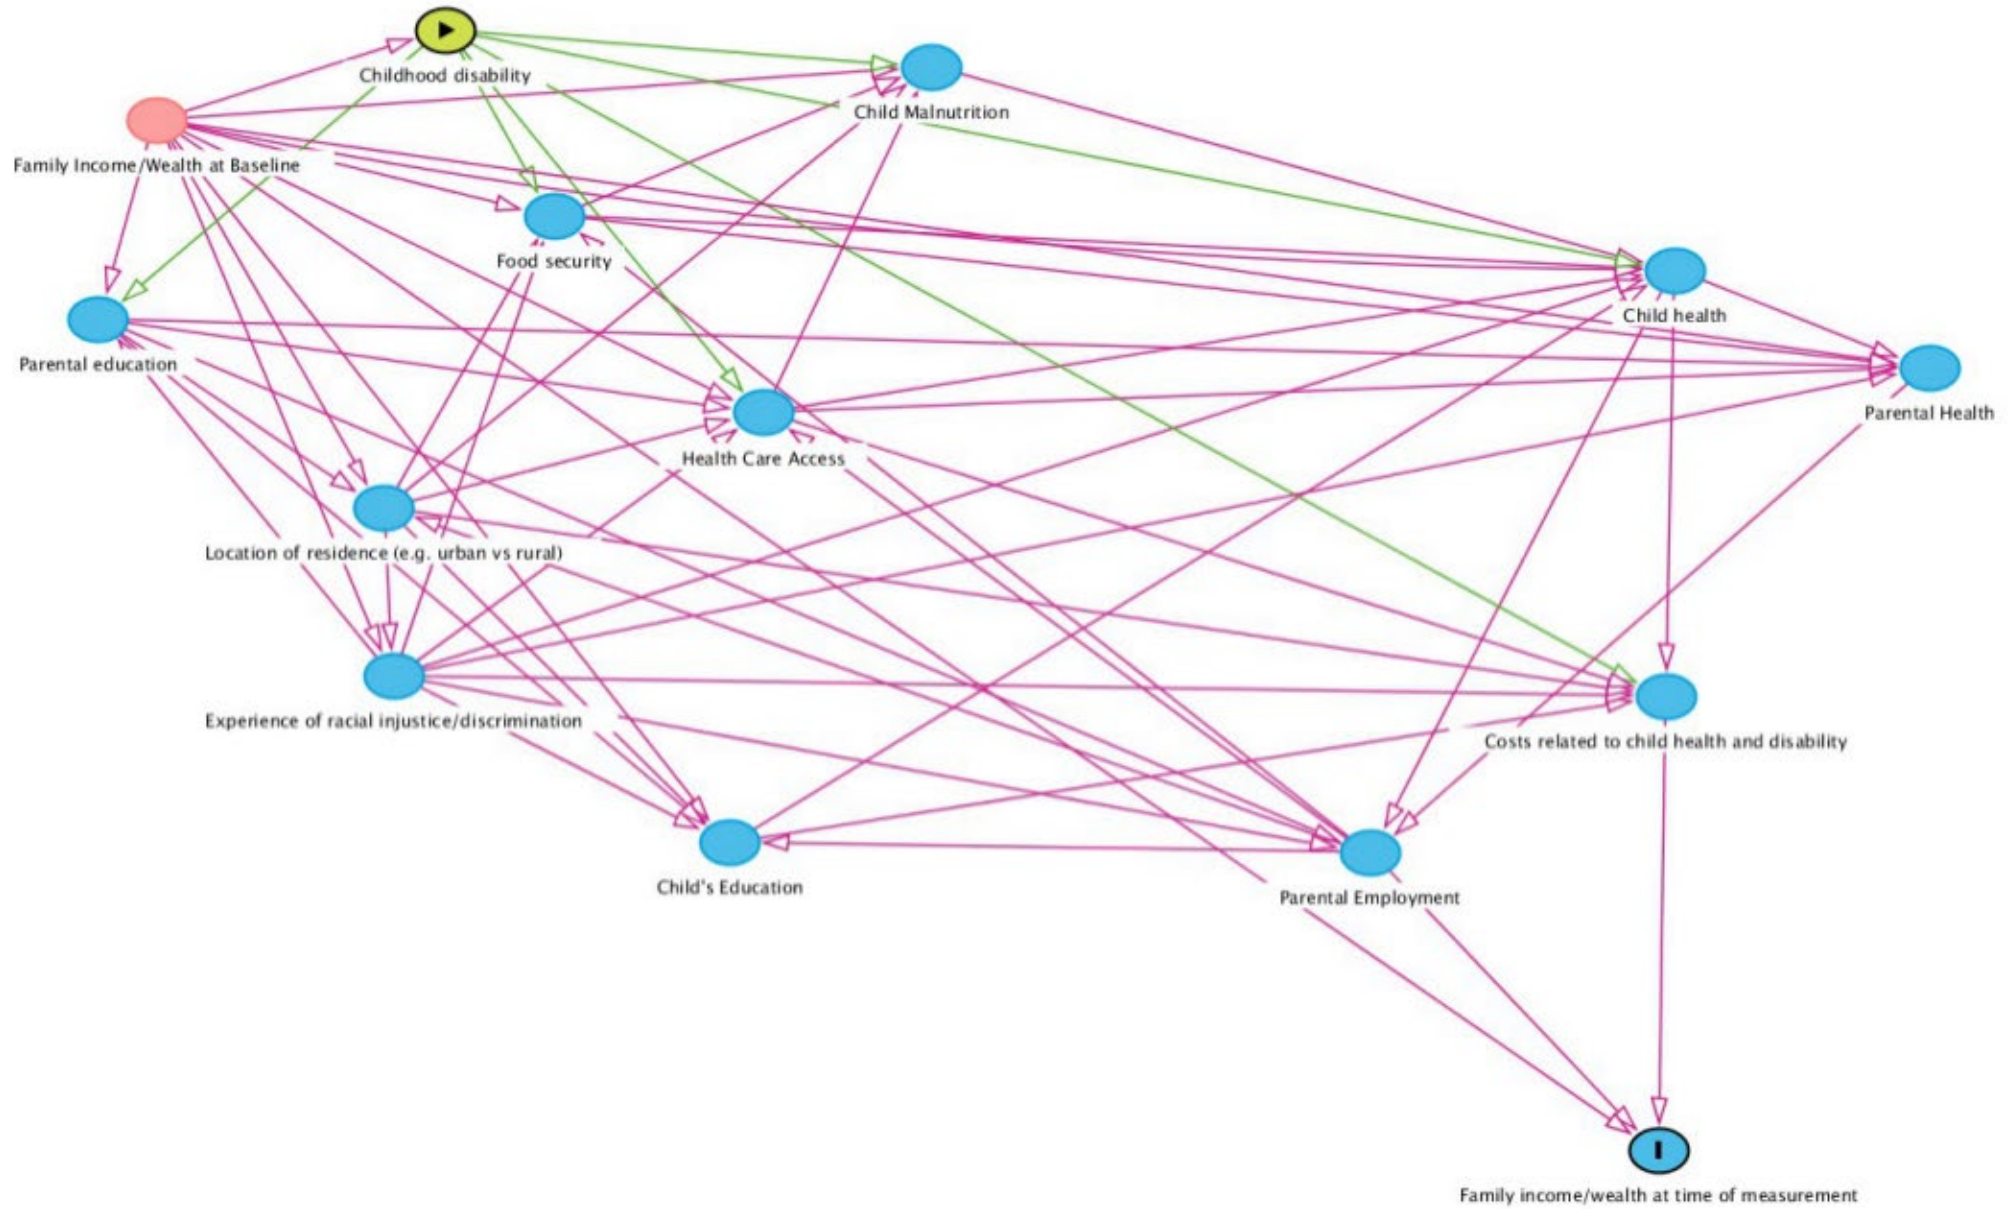 Childhood disability
Child Malnutrition
Family Income/Wealth at Baseline
Food security
Child health
Parental education
Parental Health
Health Care Access
Location of residence (e.g. urban vs rural)
Experience of racial injustice/discrimination
Costs related to child health and disability
Child's Education
Parental Employment
Family income/wealth at time of measurement